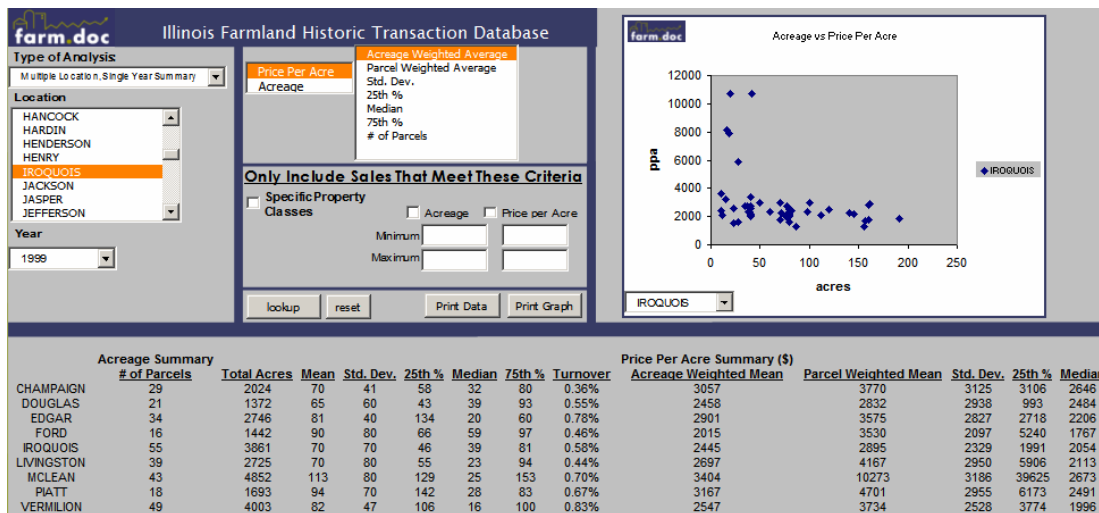 farm.doc
Illinois Farmland Historic Transaction Database
Type of Analysis:
Multiple Location, Single Year Summary
Location
HANCOCK
HARDIN
HENDERSON
HENRY
IROQUOIS
JACKSON
JASPER
JEFFERSON
Year
1999
Price Per Acre
Acreage
Acreage Weighted Average
Parcel Weighted Average
Std. Dev.
25th %
Median
75th %
# of Parcels
Only Include Sales That Meet These Criteria
Specific Property
Classes
Acreage
Price per Acre
Minimum
Maximum
lookup
reset
Print Data
Print Graph
farm.doc
Acreage vs Price Per Acre
12000
10000
8000
6000
4000
2000
0
ppa
0 50 100 150 200 250
acres
IROQUOIS
IROQUOIS
Acreage Summary Price Per Acre Summary ($)
# of Parcels Total Acres Mean Std. Dev. 25th % Median 75th % Turnover Acreage Weighted Mean Parcel Weighted Mean Std. Dev. 25th % Median
CHAMPAIGN 29 2024 70 41 58 32 80 0.36% 3057 3770 3125 3106 2646
DOUGLAS 21 1372 65 60 43 39 93 0.55% 2458 2832 2938 993 2484
EDGAR 34 2746 81 40 134 20 60 0.78% 2901 3575 2827 2718 2206
FORD 16 1442 90 80 66 59 97 0.46% 2015 3530 2097 5240 1767
IROQUOIS 55 3861 70 70 46 39 81 0.58% 2445 2895 2329 1991 2054
LIVINGSTON 39 2725 70 80 55 23 94 0.44% 2697 4167 2950 5906 2113
MCLEAN 43 4852 113 80 129 25 153 0.70% 3404 10273 3186 39625 2673
PIATT 18 1693 94 70 142 28 83 0.67% 3167 4701 2955 6173 2491
VERMILION 49 4003 82 47 106 16 100 0.83% 2547 3734 2528 3774 1996